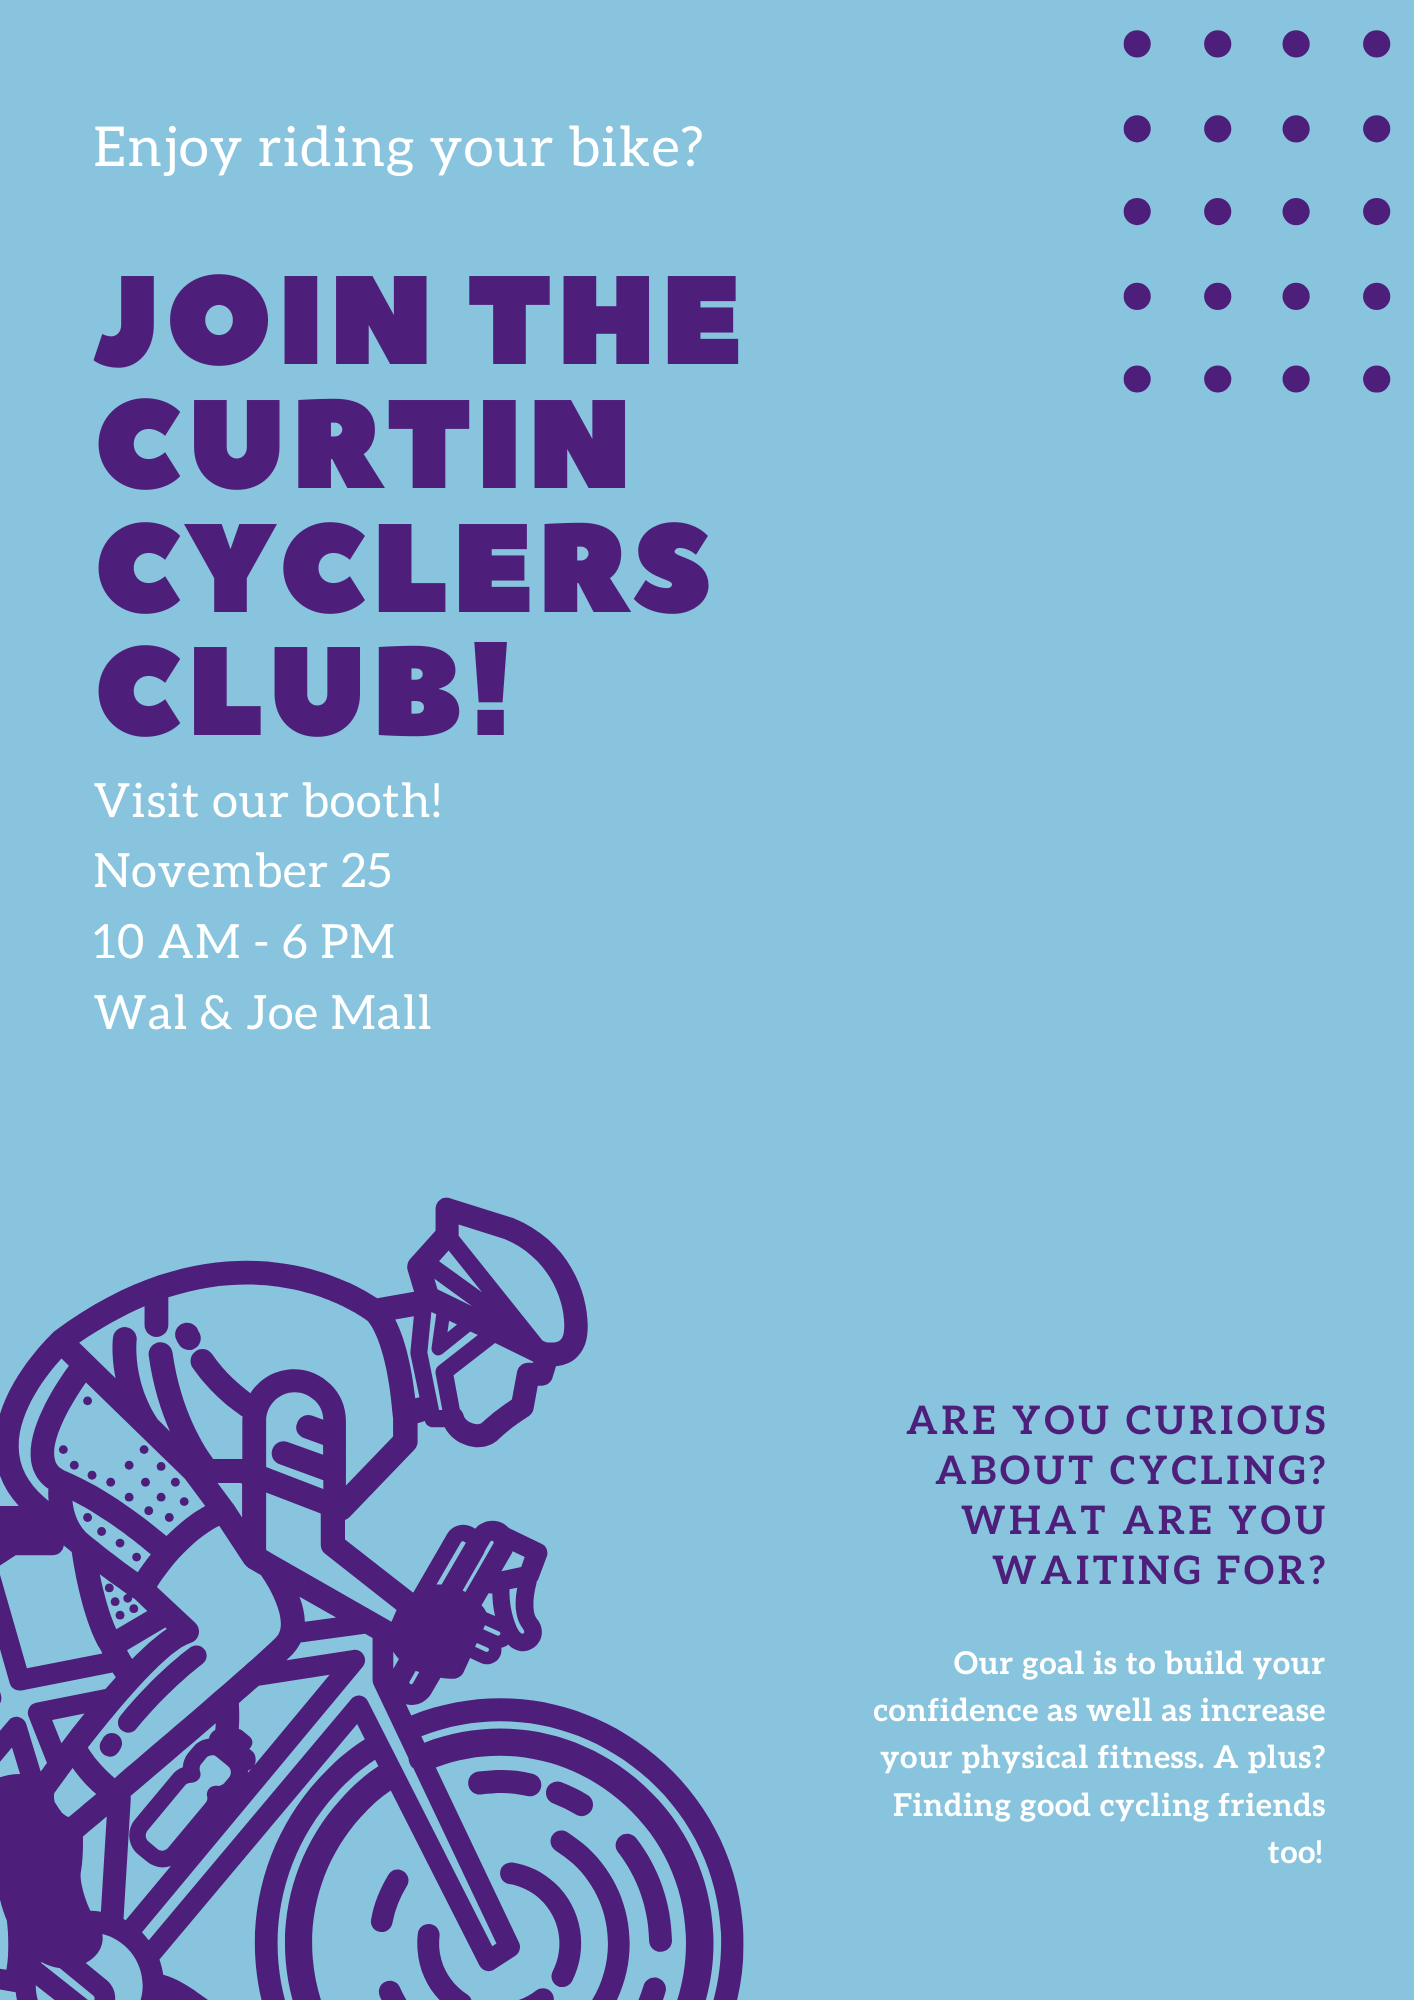 Enjoy riding your bike?
JOIN THE
CURTIN
CYCLERS
CLUB!
Visit our booth!
November 25
10 AM - 6 PM
Wal & Joe Mall
ARE YOU CURIOUS
ABOUT CYCLING?
WHAT ARE YOU
WAITING FOR?
Our goal is to build your
confidence as well as increase
your physical fitness. A plus?
Finding good cycling friends
too!